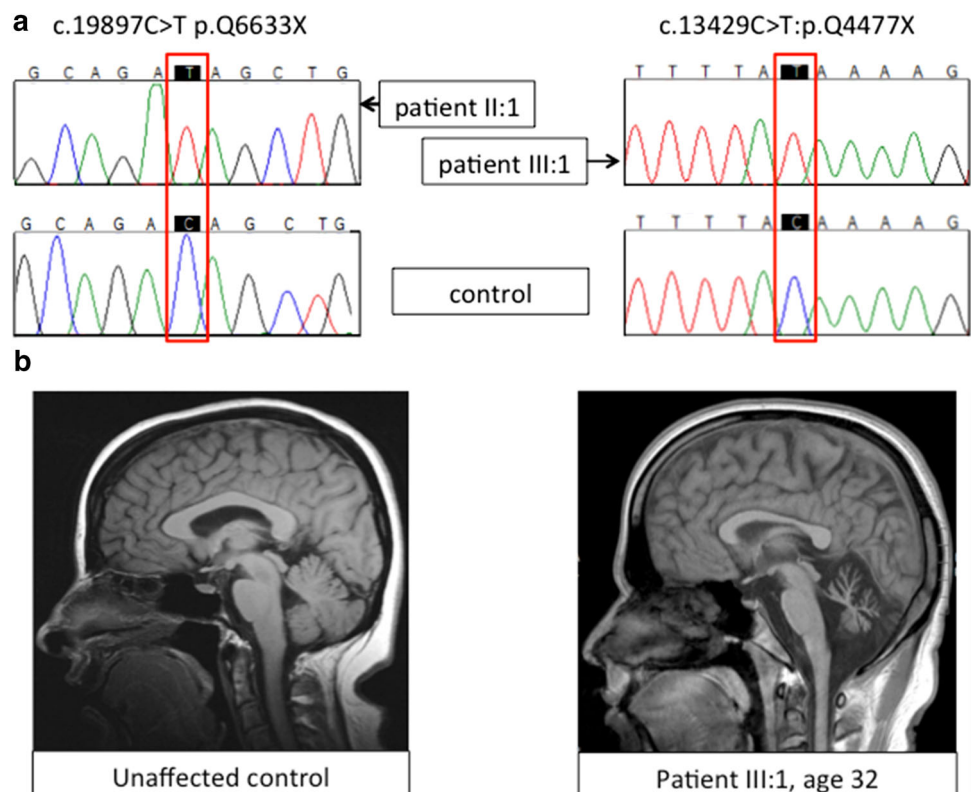 a
c.19897C>T p.Q6633X
c.13429C>T:p.Q4477X
G C A G A T A G C T G
T T T T A T A A A A G
patient II:1
patient III:1
G C A G A C A G C T G
T T T T A C A A A A G
control
b
Unaffected control
Patient III:1, age 32